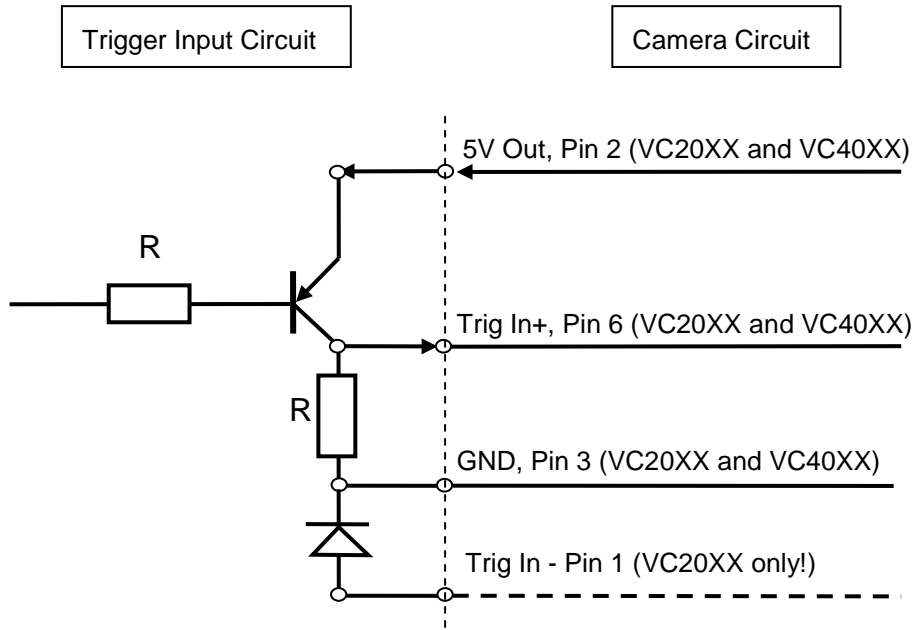 Trigger Input Circuit
Camera Circuit
5V Out, Pin 2 (VC20XX and VC40XX)
R
Trig In+, Pin 6 (VC20XX and VC40XX)
R
GND, Pin 3 (VC20XX and VC40XX)
Trig In - Pin 1 (VC20XX only!)